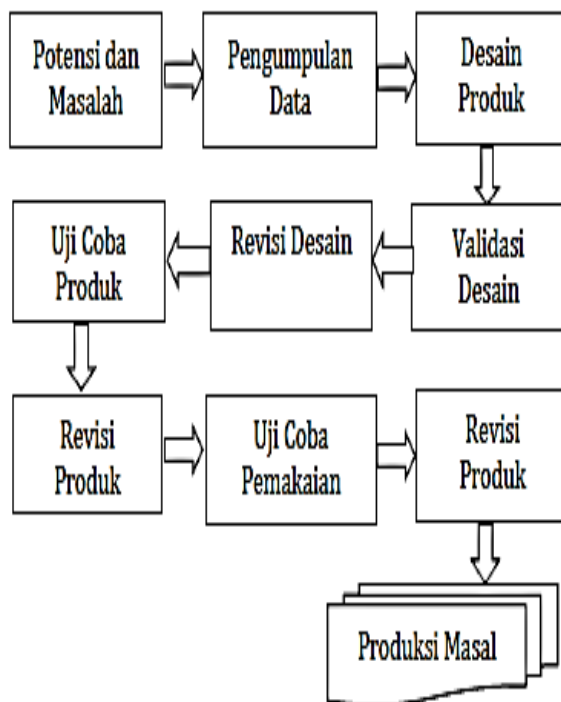 Potensi dan
Masalah
Pengumpulan
Data
Desain
Produk
Validasi
Desain
Revisi Desain
Uji Coba
Produk
Revisi
Produk
Uji Coba
Pemakaian
Revisi
Produk
Produksi Masal